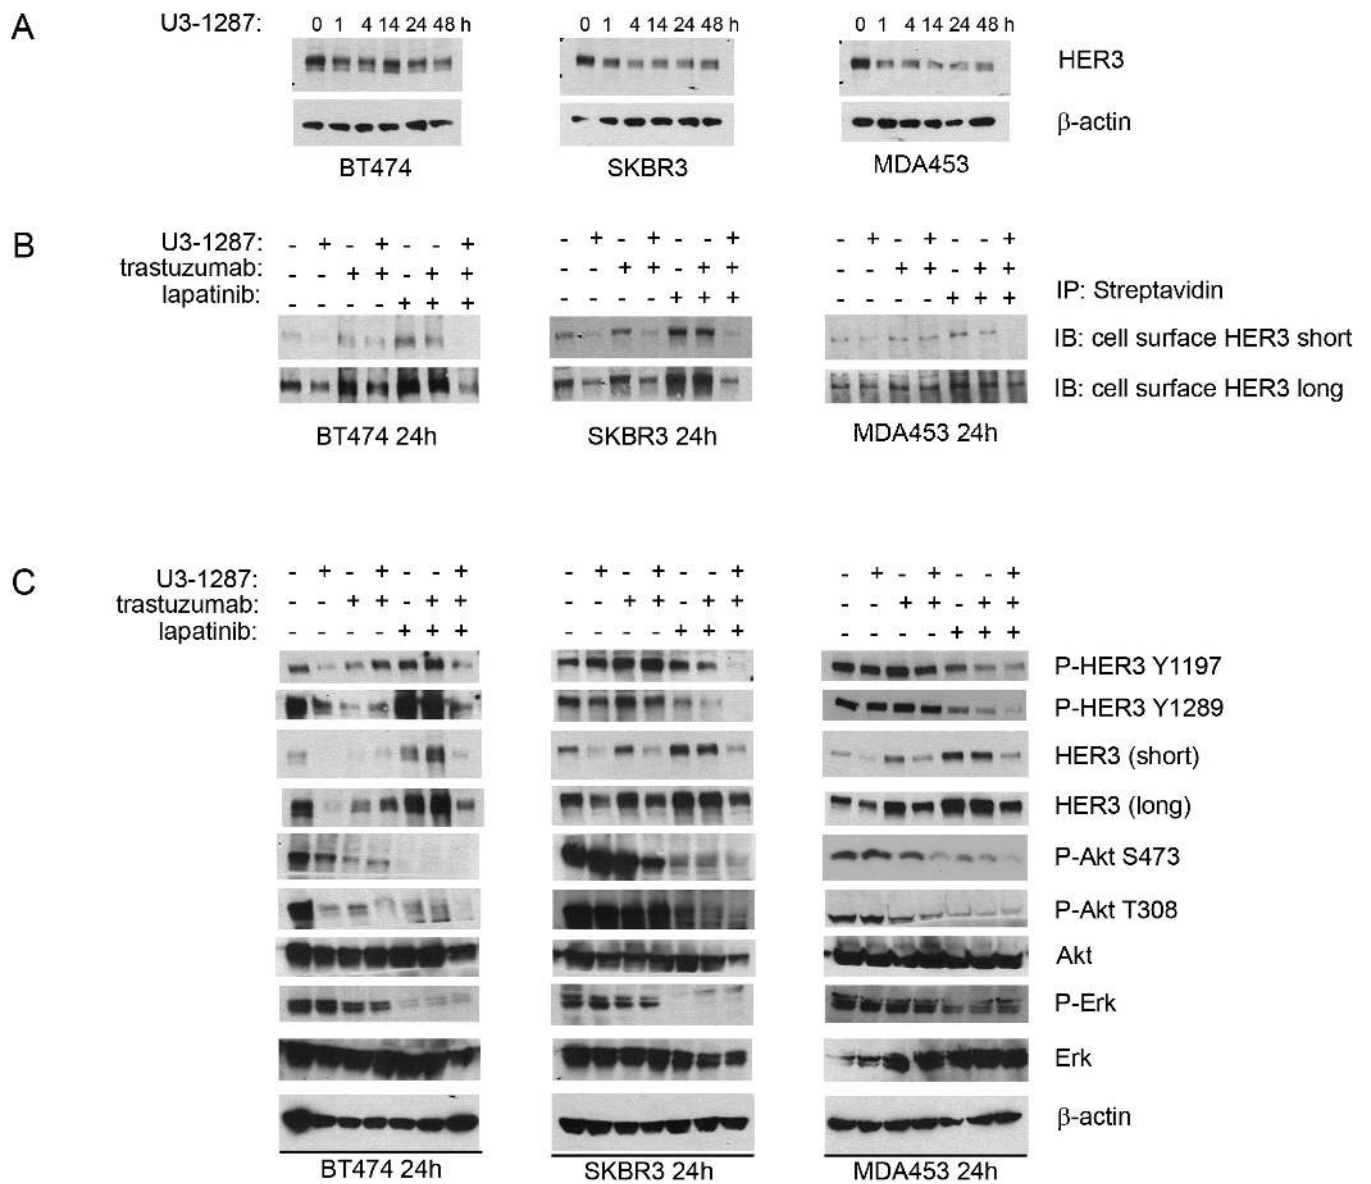 A
U3-1287: 0 1 4 14 24 48 h 0 1 4 14 24 48 h 0 1 4 14 24 48 h
HER3
β-actin
BT474 SKBR3 MDA453
B
U3-1287: - + - + - - + - + - + - - + - + - + - - +
trastuzumab: - - + + - + + - - + + - + + - - + + - + +
lapatinib: - - - - + + + - - - - + + + - - - - + + +
IP: Streptavidin
IB: cell surface HER3 short
IB: cell surface HER3 long
BT474 24h SKBR3 24h MDA453 24h
C
U3-1287: - + - + - - + - + - + - - + - + - + - - +
trastuzumab: - - + + - + + - - + + - + + - - + + - + +
lapatinib: - - - - + + + - - - - + + + - - - - + + +
P-HER3 Y1197
P-HER3 Y1289
HER3 (short)
HER3 (long)
P-Akt S473
P-Akt T308
Akt
P-Erk
Erk
β-actin
BT474 24h SKBR3 24h MDA453 24h